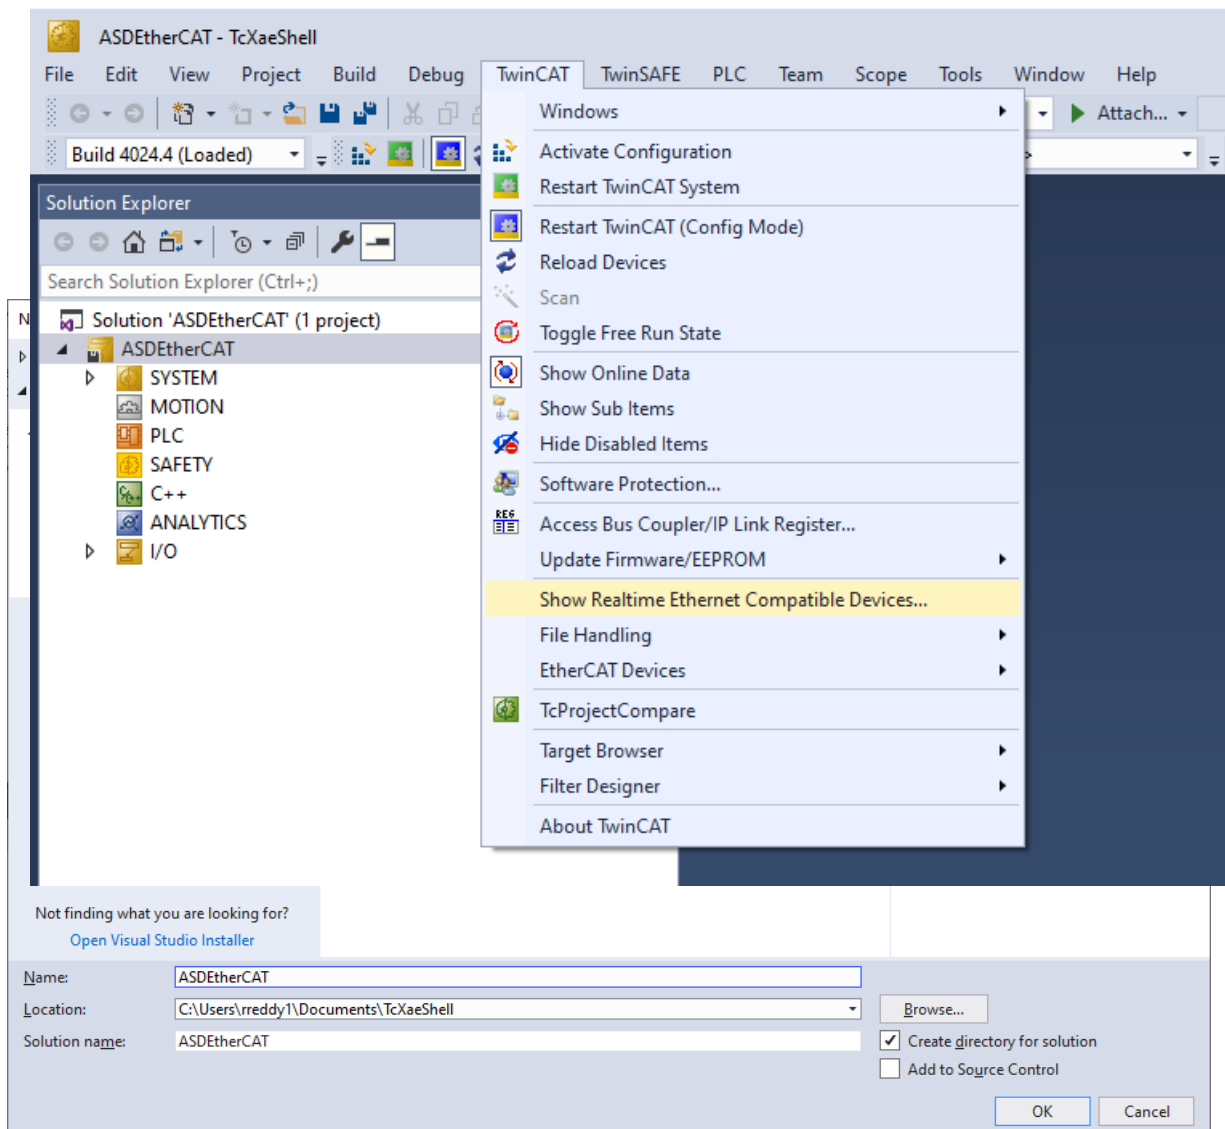 ASDEtherCAT - TcXaeShell
File Edit View Project Build Debug TwinCAT TwinSAFE PLC Team Scope Tools Window Help
Attach...
Build 4024.4 (Loaded)
Windows
Activate Configuration
Restart TwinCAT System
Restart TwinCAT (Config Mode)
Reload Devices
Scan
Toggle Free Run State
Show Online Data
Show Sub Items
Hide Disabled Items
Software Protection...
REG
Access Bus Coupler/IP Link Register...
Update Firmware/EEPROM
Show Realtime Ethernet Compatible Devices...
File Handling
EtherCAT Devices
TcProjectCompare
Target Browser
Filter Designer
About TwinCAT
Solution Explorer
Search Solution Explorer (Ctrl+;)
N
Solution 'ASDEtherCAT' (1 project)
ASDEtherCAT
SYSTEM
MOTION
PLC
SAFETY
C++
ANALYTICS
I/O
Not finding what you are looking for?
Open Visual Studio Installer
Name: ASDEtherCAT
Location: C:\Users\rreddy1\Documents\TcXaeShell Browse...
Solution name: ASDEtherCAT Create directory for solution
Add to Source Control
OK Cancel